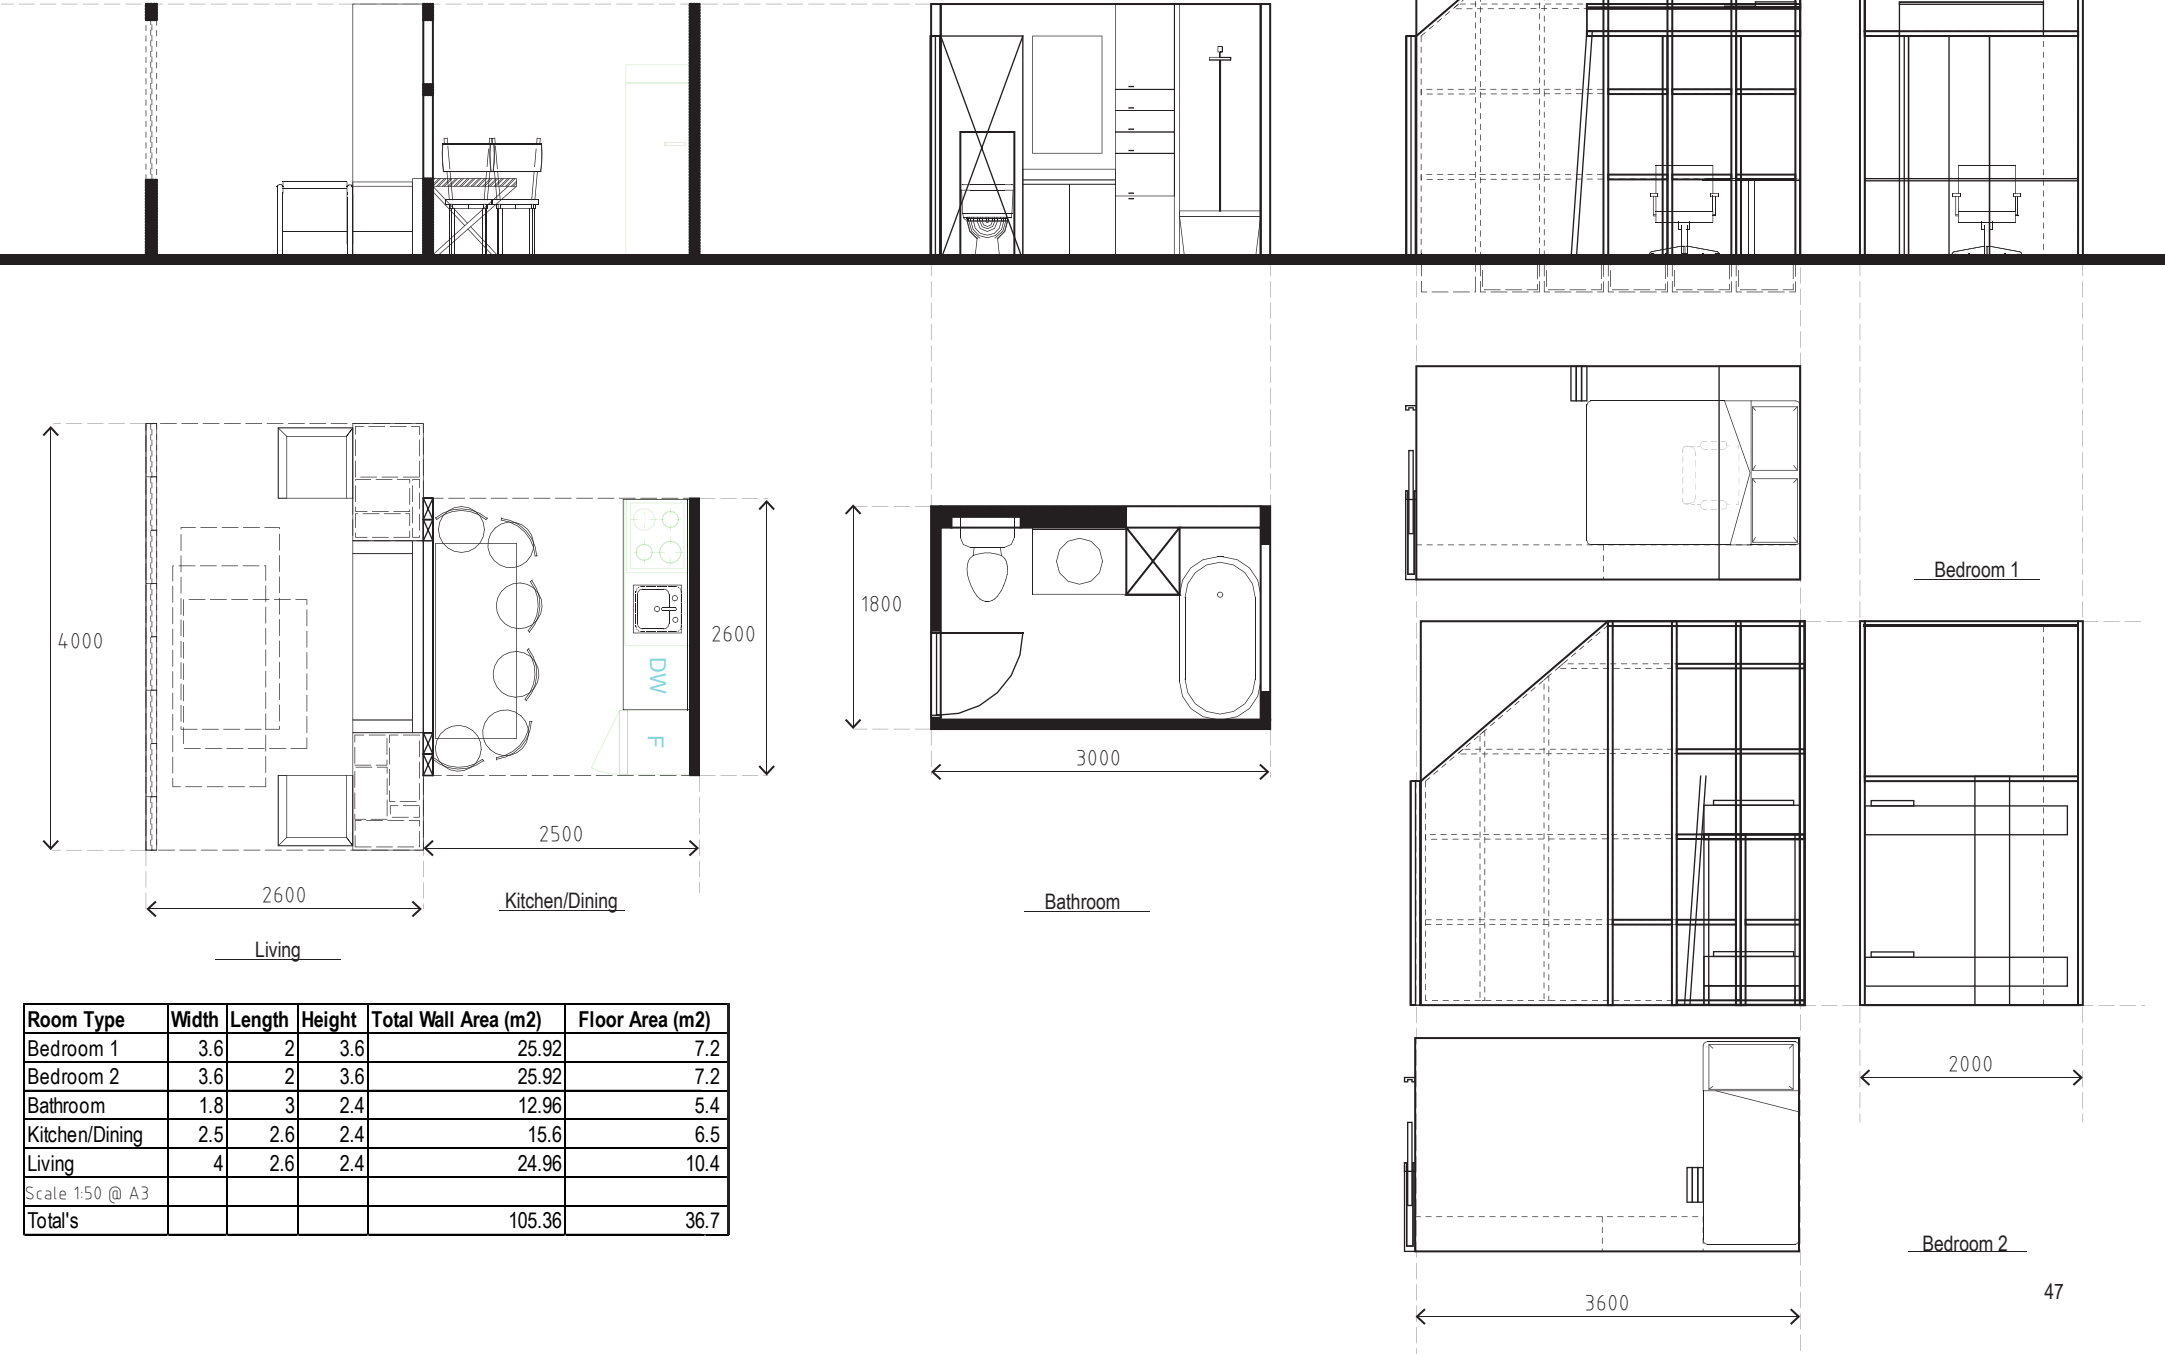 4000
2600
2500
2600
Kitchen/Dining
Living
DW
F
1800
3000
Bathroom
Bedroom 1
2000
Bedroom 2
3600
Room Type Width Length Height Total Wall Area (m2) Floor Area (m2)
Bedroom 1 3.6 2 3.6 25.92 7.2
Bedroom 2 3.6 2 3.6 25.92 7.2
Bathroom 1.8 3 2.4 12.96 5.4
Kitchen/Dining 2.5 2.6 2.4 15.6 6.5
Living 4 2.6 2.4 24.96 10.4
Scale 1:50 @ A3
Total's 105.36 36.7
47